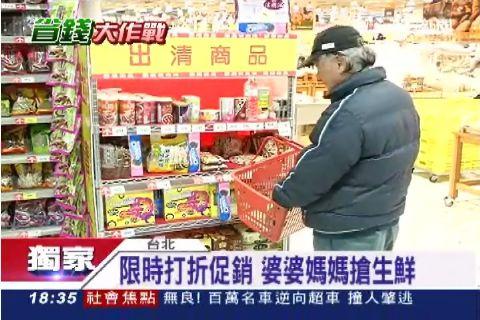 省錢大作戰
出清商品
獨家
台北
限時打折促銷 婆婆媽媽搶生鮮
18:35 社會焦點 無良! 百萬名車逆向超車 撞人肇逃